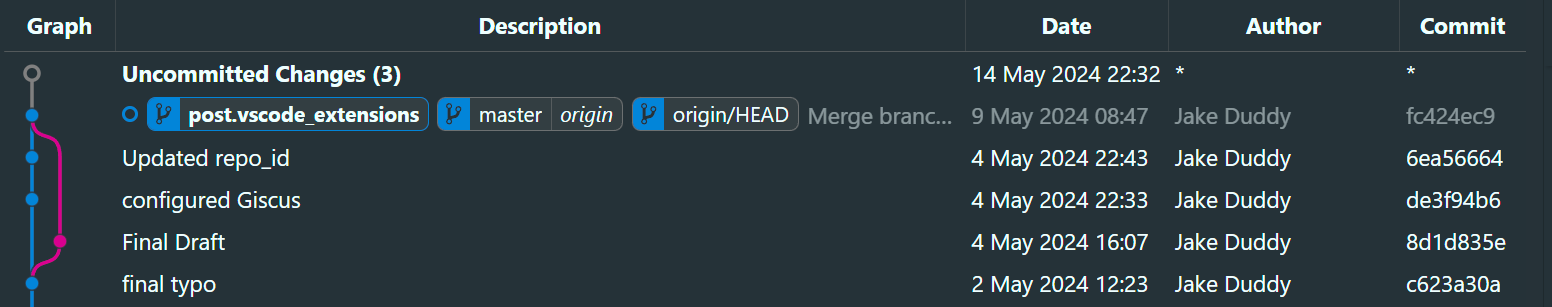 Graph Description Date Author Commit
Uncommitted Changes (3) 14 May 2024 22:32 * *
post.vscode_extensions master origin origin/HEAD Merge branc... 9 May 2024 08:47 Jake Duddy fc424ec9
Updated repo_id 4 May 2024 22:43 Jake Duddy 6ea56664
configured Giscus 4 May 2024 22:33 Jake Duddy de3f94b6
Final Draft 4 May 2024 16:07 Jake Duddy 8d1d835e
final typo 2 May 2024 12:23 Jake Duddy c623a30a